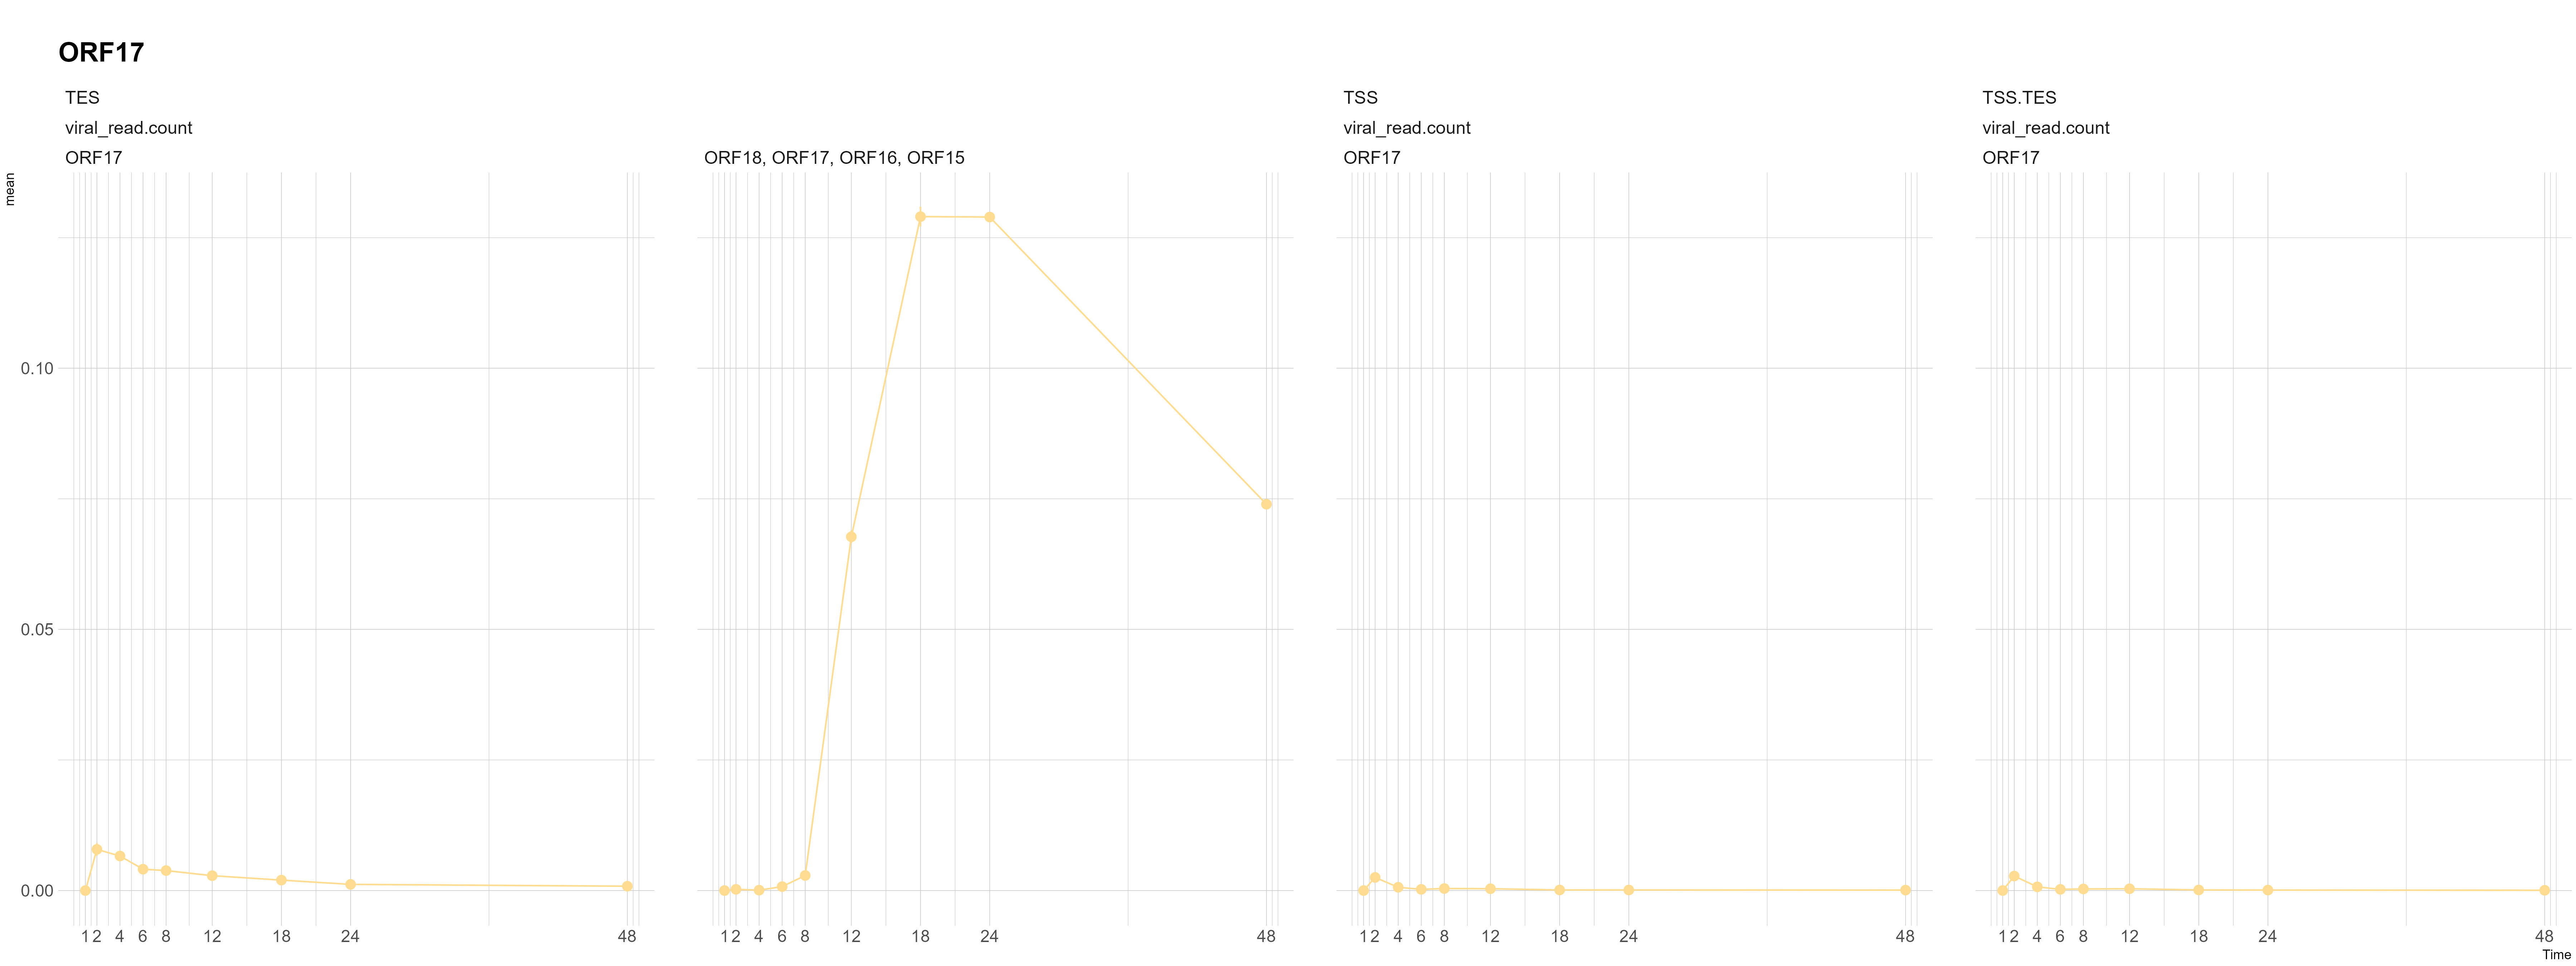 ORF17
TES
viral_read.count
ORF17
ORF18, ORF17, ORF16, ORF15
TSS
viral_read.count
ORF17
TSS.TES
viral_read.count
ORF17
mean
0.10
0.05
0.00
1 2 4 6 8 12 18 24 48
1 2 4 6 8 12 18 24 48
1 2 4 6 8 12 18 24 48
1 2 4 6 8 12 18 24 48
Time